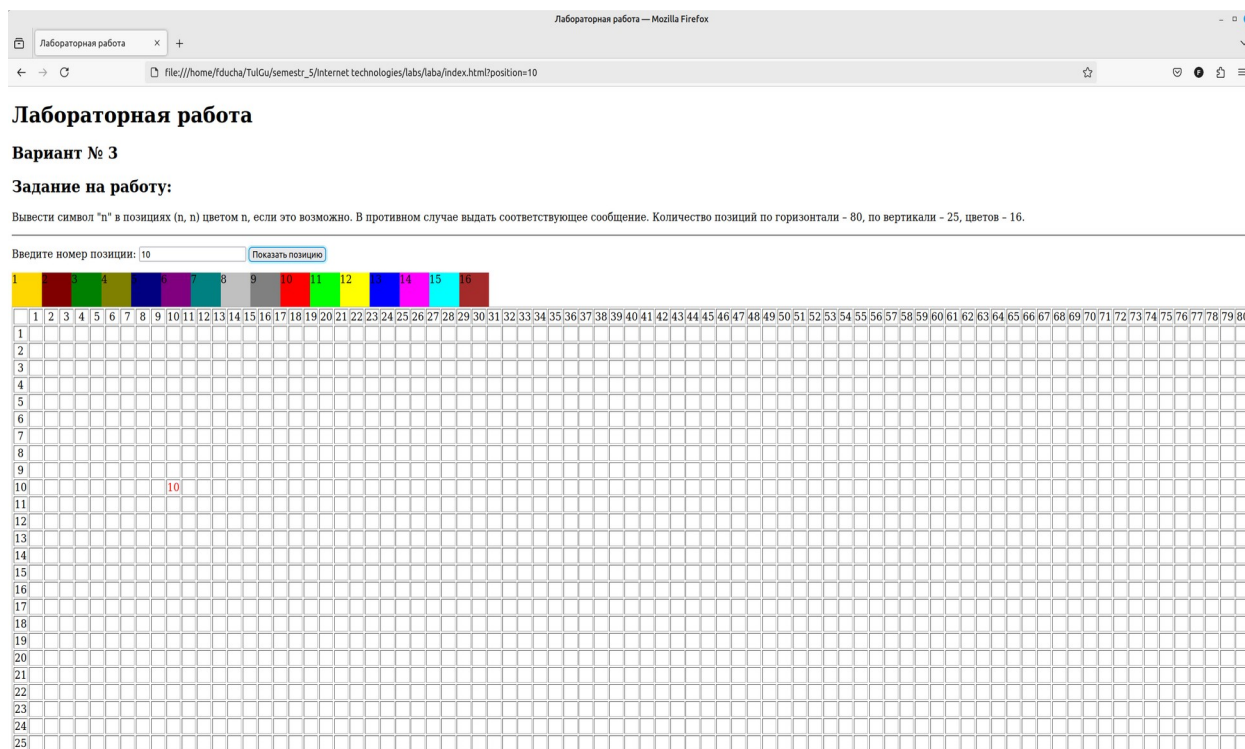 Лабораторная работа — Mozilla Firefox
Лабораторная работа
file:///home/fducha/TulGu/semestr_5/Internet technologies/labs/laba/index.html?position=10
Лабораторная работа
Вариант № 3
Задание на работу:
Вывести символ "n" в позициях (n, n) цветом n, если это возможно. В противном случае выдать соответствующее сообщение. Количество позиций по горизонтали – 80, по вертикали – 25, цветов – 16.
Введите номер позиции: 10 Показать позицию
1 2 3 4 5 6 7 8 9 10 11 12 13 14 15 16
1 2 3 4 5 6 7 8 9 10 11 12 13 14 15 16 17 18 19 20 21 22 23 24 25 26 27 28 29 30 31 32 33 34 35 36 37 38 39 40 41 42 43 44 45 46 47 48 49 50 51 52 53 54 55 56 57 58 59 60 61 62 63 64 65 66 67 68 69 70 71 72 73 74 75 76 77 78 79 80
1
2
3
4
5
6
7
8
9
10 10
11
12
13
14
15
16
17
18
19
20
21
22
23
24
25